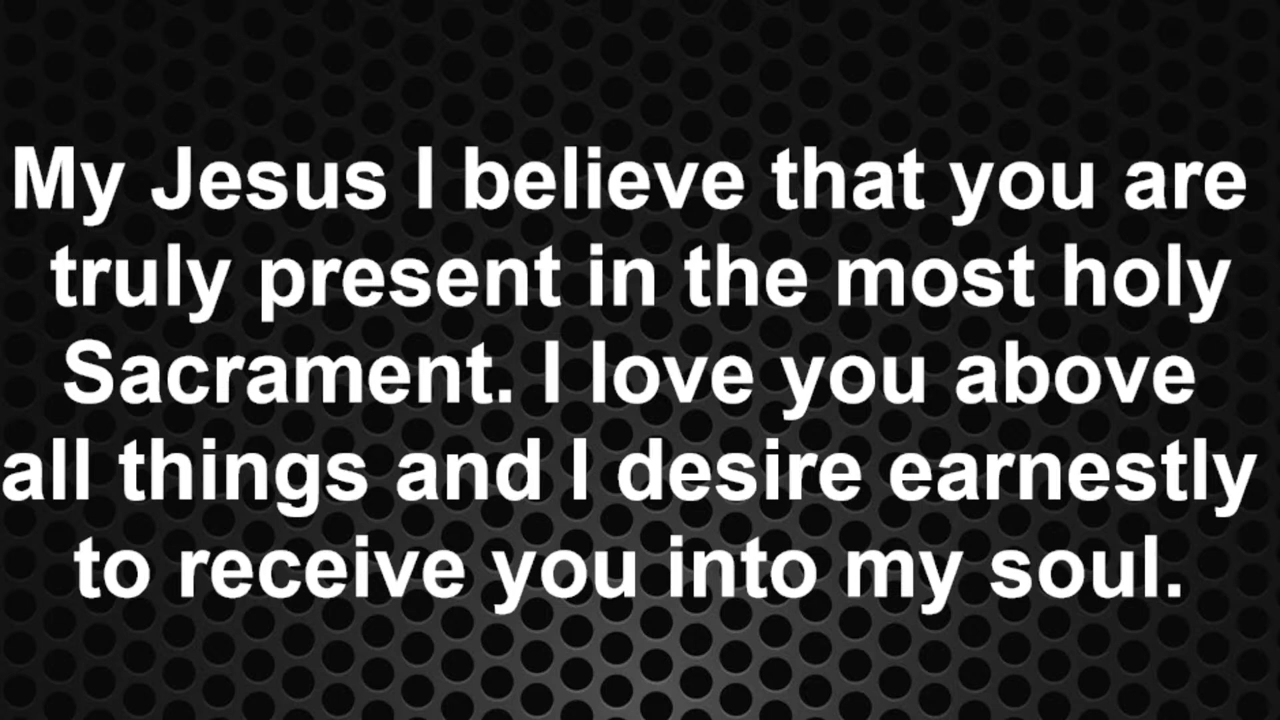 My Jesus I believe that you are
truly present in the most holy
Sacrament. I love you above
all things and I desire earnestly
to receive you into my soul.